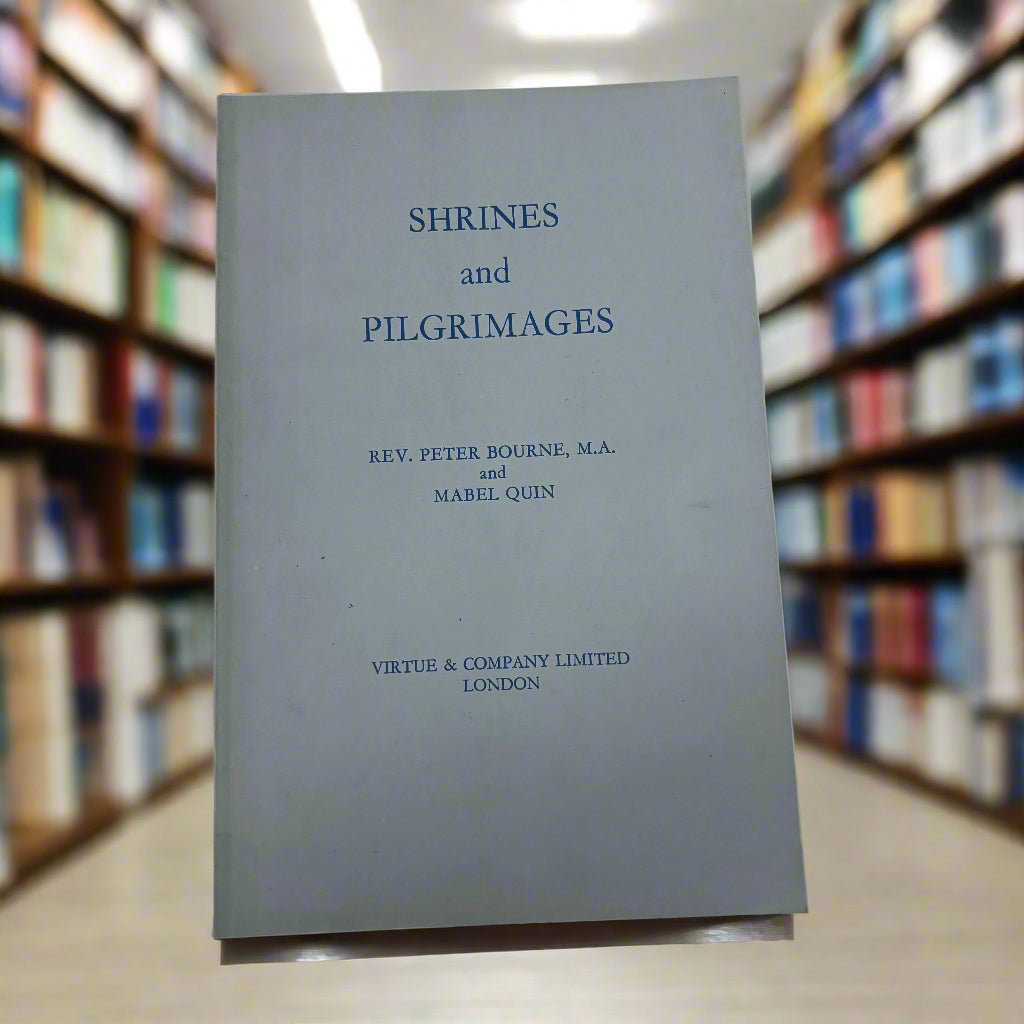 SHRINES
and
PILGRIMAGES
REV. PETER BOURNE, M.A.
and
MABEL QUIN
VIRTUE & COMPANY LIMITED
LONDON